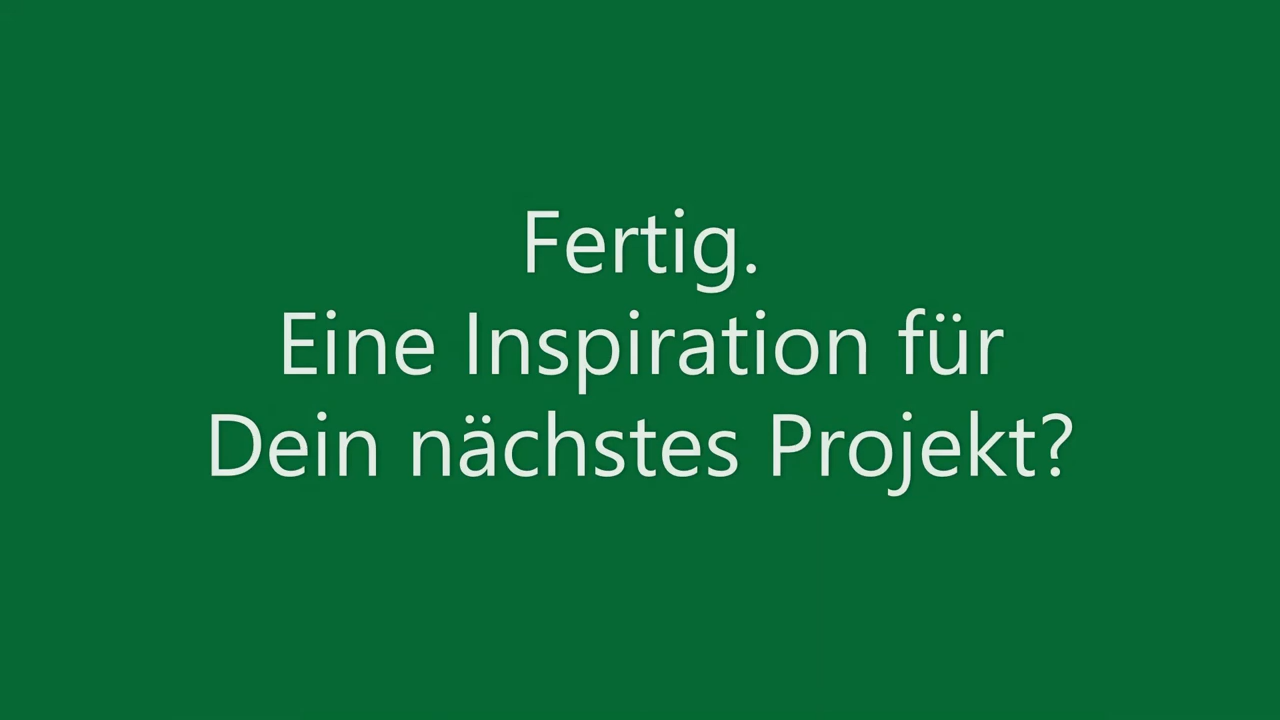 Fertig.
Eine Inspiration für
Dein nächstes Projekt?